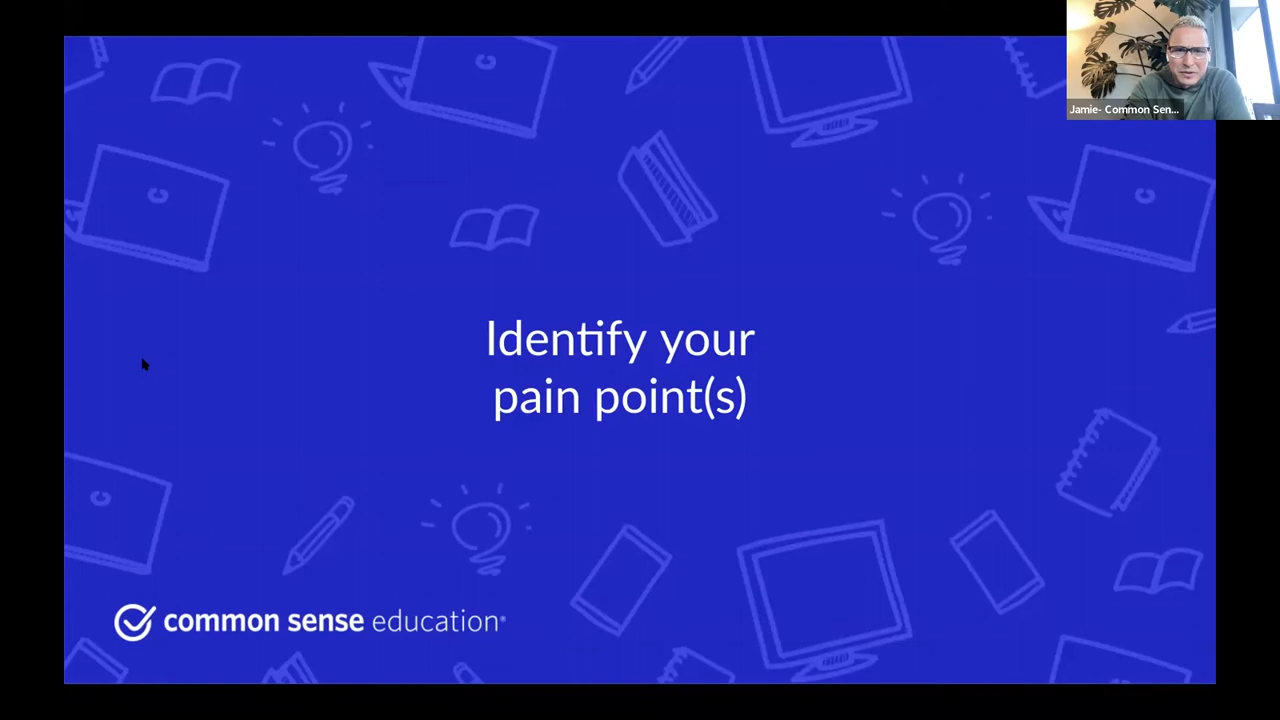 Jamie- Common Sen...
Identify your
pain point(s)
common sense education®